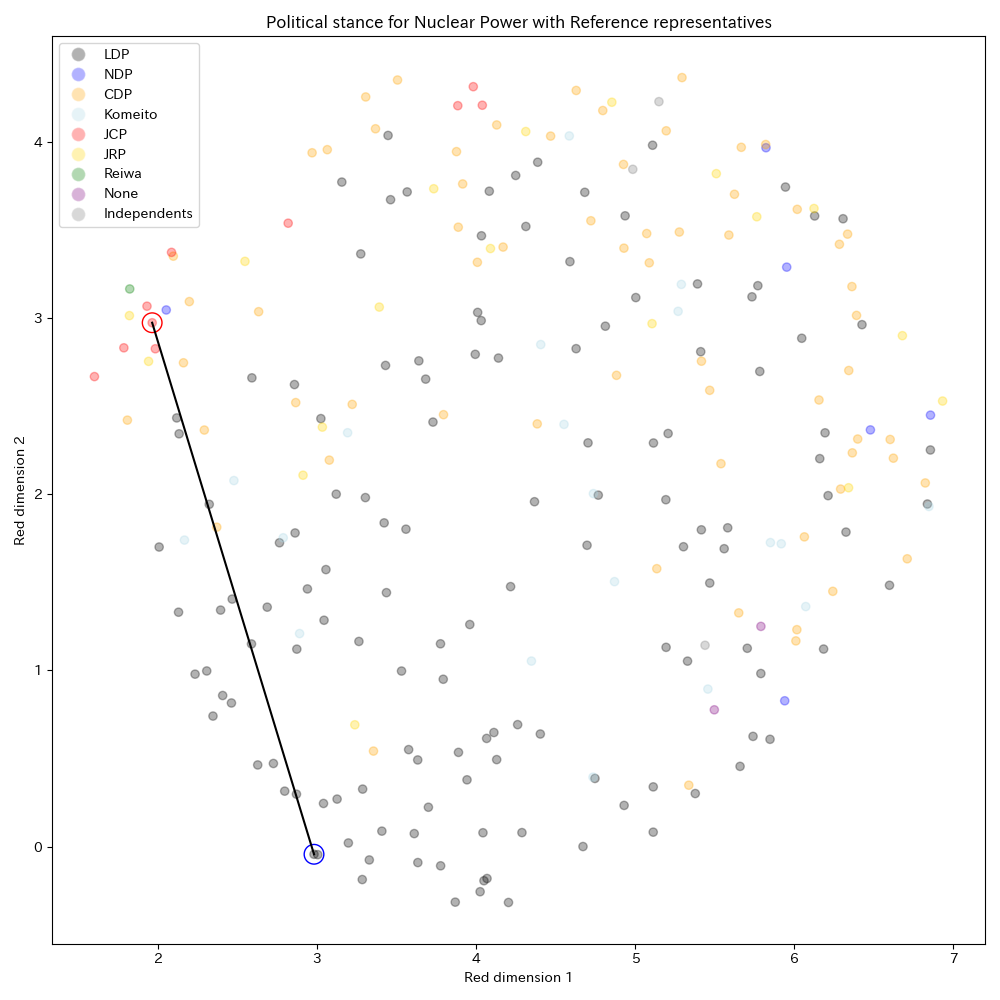 Political stance for Nuclear Power with Reference representatives
LDP
NDP
CDP
Komeito
JCP
JRP
Reiwa
None
Independents
4
3
2
1
0
Red dimension 2
2
3
4
5
6
7
Red dimension 1